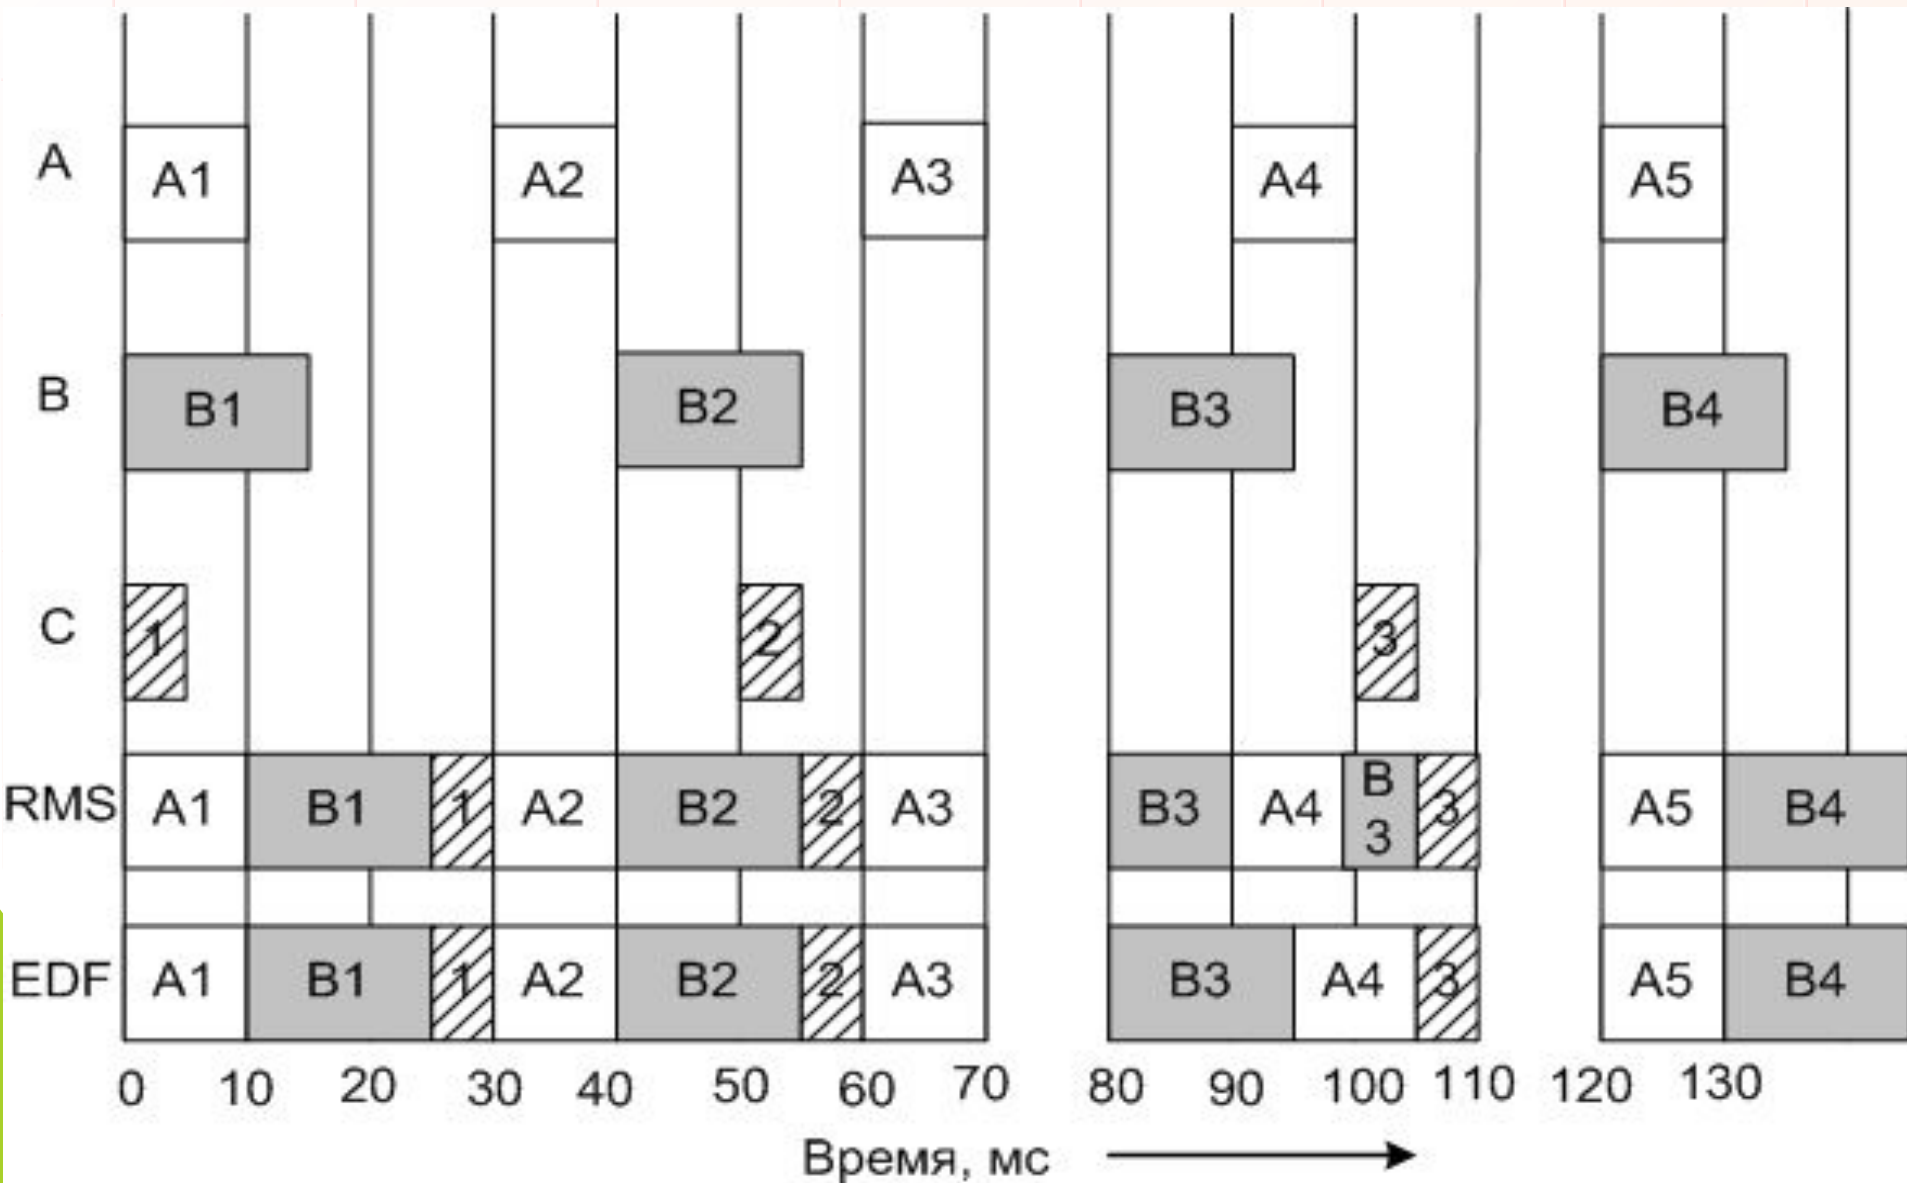 A A1 A2 A3 A4 A5
B B1 B2 B3 B4
C 1 2 3
RMS A1 B1 1 A2 B2 2 A3 B3 A4 B 3 3 A5 B4
EDF A1 B1 1 A2 B2 2 A3 B3 A4 3 A5 B4
0 10 20 30 40 50 60 70 80 90 100 110 120 130
Время, мс